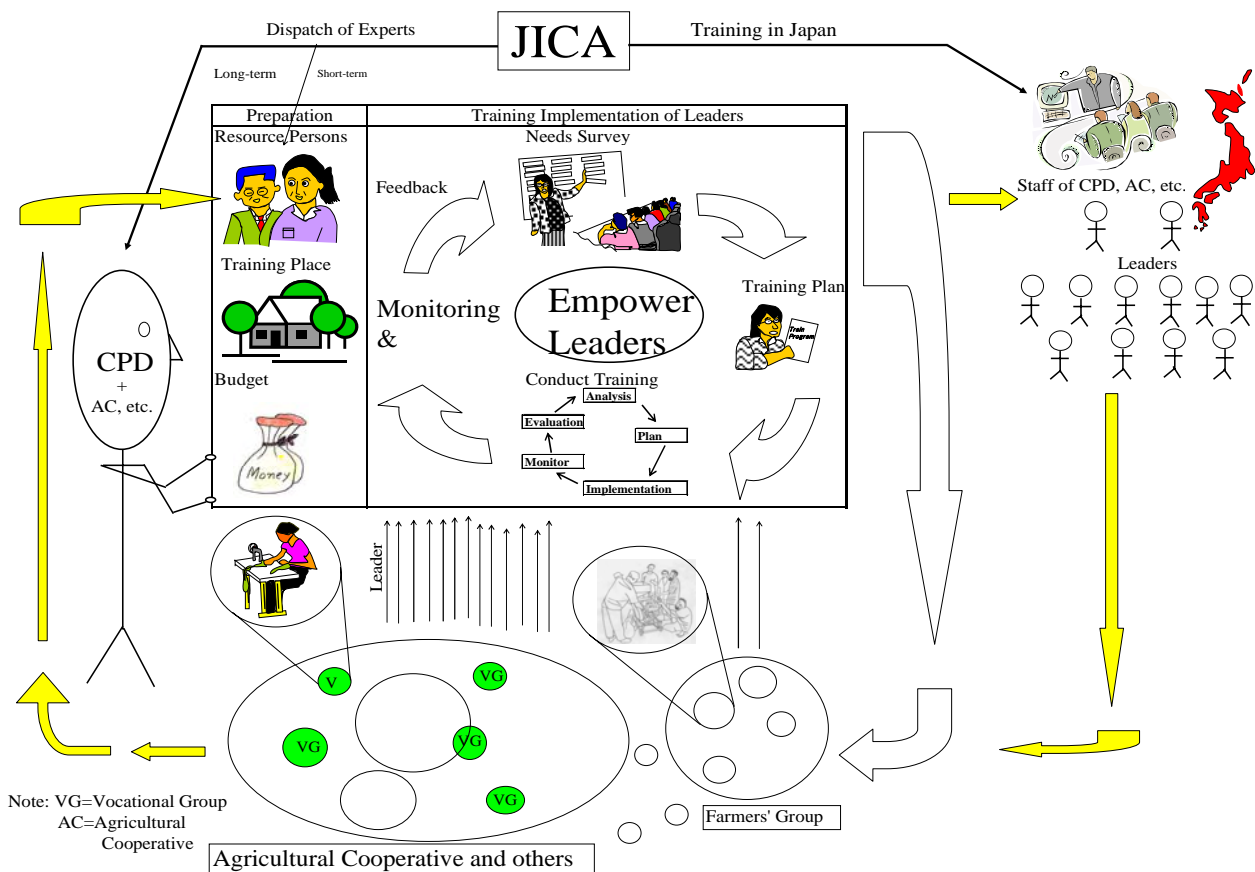 Dispatch of Experts
JICA
Training in Japan
Long-term
Short-term
Preparation
Training Implementation of Leaders
Resource Persons
Needs Survey
Feedback
Staff of CPD, AC, etc.
Training Place
Leaders
Monitoring
&
Empower
Leaders
Training Plan
Train
Program
CPD
+
AC, etc.
Budget
Conduct Training
Analysis
Evaluation
Plan
Monitor
Implementation
Money
Leader
V
VG
VG
VG
VG
Note: VG=Vocational Group
AC=Agricultural
Cooperative
Farmers' Group
Agricultural Cooperative and others